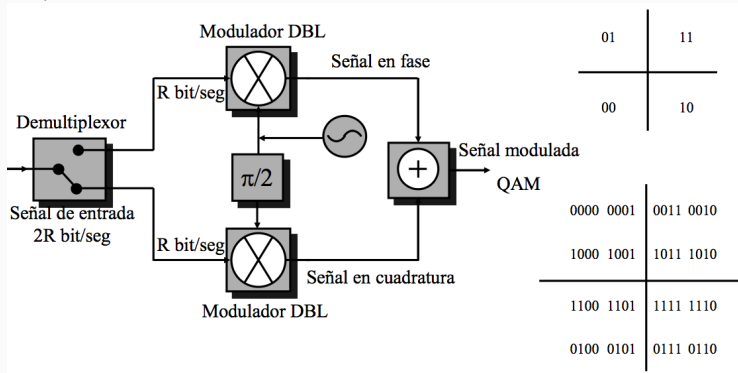 Modulador DBL
Señal en fase
R bit/seg
Demultiplexor
Señal de entrada
2R bit/seg
π/2
R bit/seg
Señal en cuadratura
Modulador DBL
+
Señal modulada
QAM
01 11
00 10
0000 0001 0011 0010
1000 1001 1011 1010
1100 1101 1111 1110
0100 0101 0111 0110